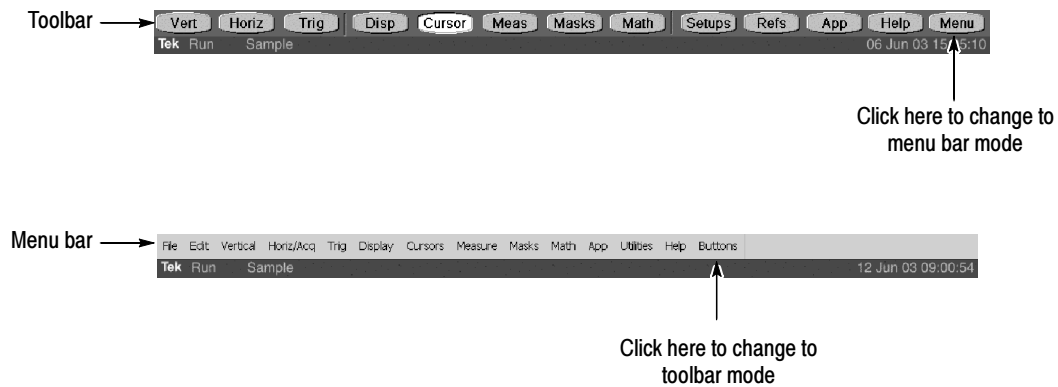 Toolbar
Vert Horiz Trig Disp Cursor Meas Masks Math Setups Refs App Help Menu
Tek Run Sample 06 Jun 03 15 5:10
Click here to change to
menu bar mode
Menu bar
File Edit Vertical Horiz/Acq Trig Display Cursors Measure Masks Math App Utilities Help Buttons
Tek Run Sample 12 Jun 03 09:00:54
Click here to change to
toolbar mode